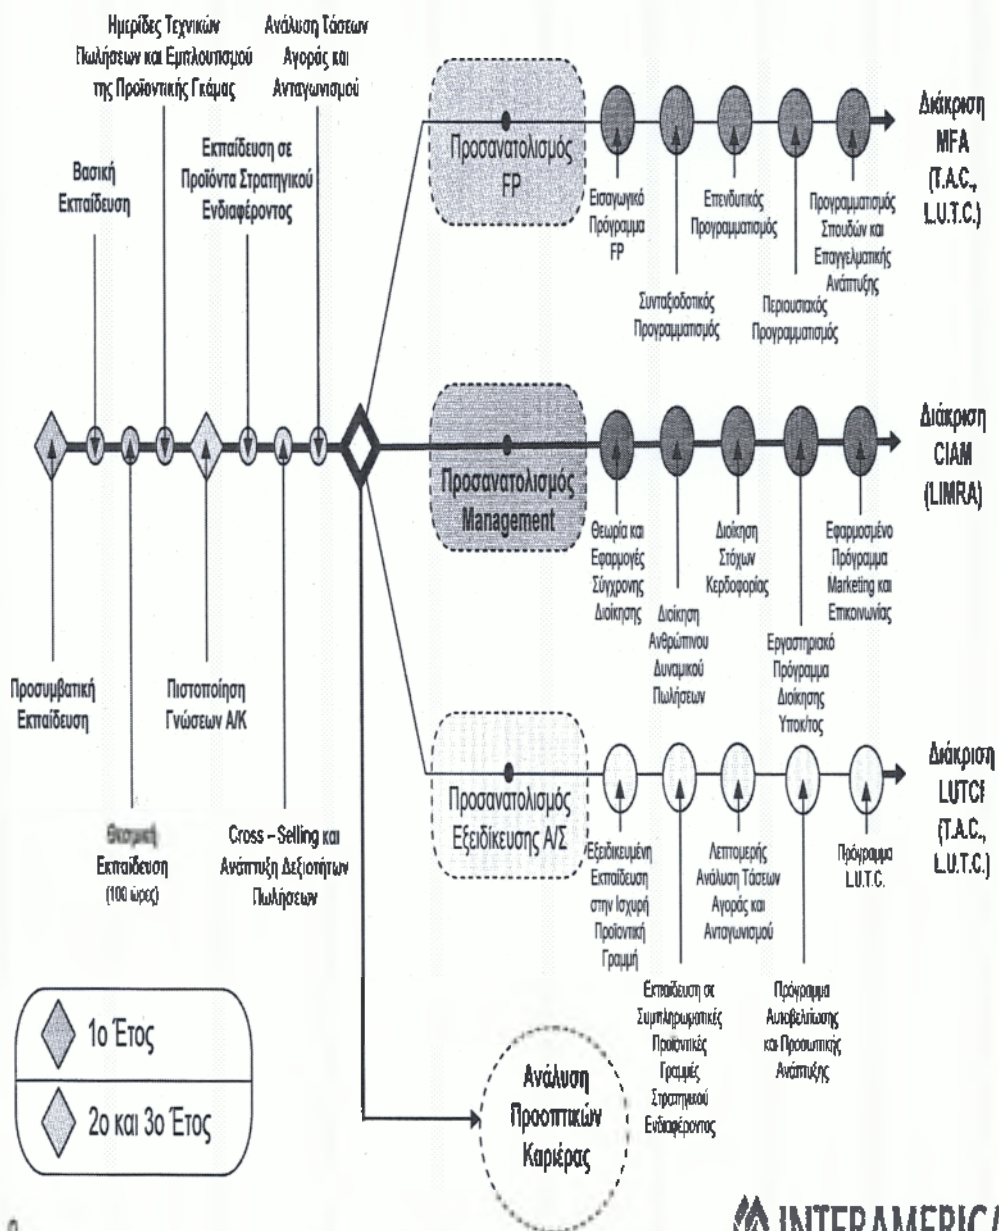 Ημερίδες Τεχνικών
Πωλήσεων και Εμπλουτισμού
της Προϊοντικής Γκάμας
Ανάλυση Τάσεων
Αγοράς και
Ανταγωνισμού
Βασική
Εκπαίδευση
Εκπαίδευση σε
Προϊόντα Στρατηγικού
Ενδιαφέροντος
Προσυμβατική
Εκπαίδευση
Πιστοποίηση
Γνώσεων Α/Κ
Θεσμική
Εκπαίδευση
(100 ώρες)
Cross – Selling και
Ανάπτυξη Δεξιοτήτων
Πωλήσεων
Προσανατολισμός
FP
Εισαγωγικό
Πρόγραμμα
FP
Συνταξιοδοτικός
Προγραμματισμός
Επενδυτικός
Προγραμματισμός
Περιουσιακός
Προγραμματισμός
Προγραμματισμός
Σπουδών και
Επαγγελματικής
Ανάπτυξης
Διάκριση
MFA
(T.A.C.,
L.U.T.C.)
Προσανατολισμός
Management
Θεωρία και
Εφαρμογές
Σύγχρονης
Διοίκησης
Διοίκηση
Ανθρώπινου
Δυναμικού
Πωλήσεων
Διοίκηση
Στόχων
Κερδοφορίας
Εργαστηριακό
Πρόγραμμα
Διοίκησης
Υποκ/τος
Εφαρμοσμένο
Πρόγραμμα
Marketing και
Επικοινωνίας
Διάκριση
CIAM
(LIMRA)
Προσανατολισμός
Εξειδίκευσης Α/Σ
Εξειδικευμένη
Εκπαίδευση
στην Ισχυρή
Προϊοντική
Γραμμή
Εκπαίδευση σε
Συμπληρωματικές
Προϊοντικές
Γραμμές
Στρατηγικού
Ενδιαφέροντος
Λεπτομερής
Ανάλυση Τάσεων
Αγοράς και
Ανταγωνισμού
Πρόγραμμα
Αυτοβελτίωσης
και Προσωπικής
Ανάπτυξης
Πρόγραμμα
L.U.T.C.
Διάκριση
LUTCf
(T.A.C.,
L.U.T.C.)
Ανάλυση
Προοπτικών
Καριέρας
1ο Έτος
2ο και 3ο Έτος
INTERAMERICA